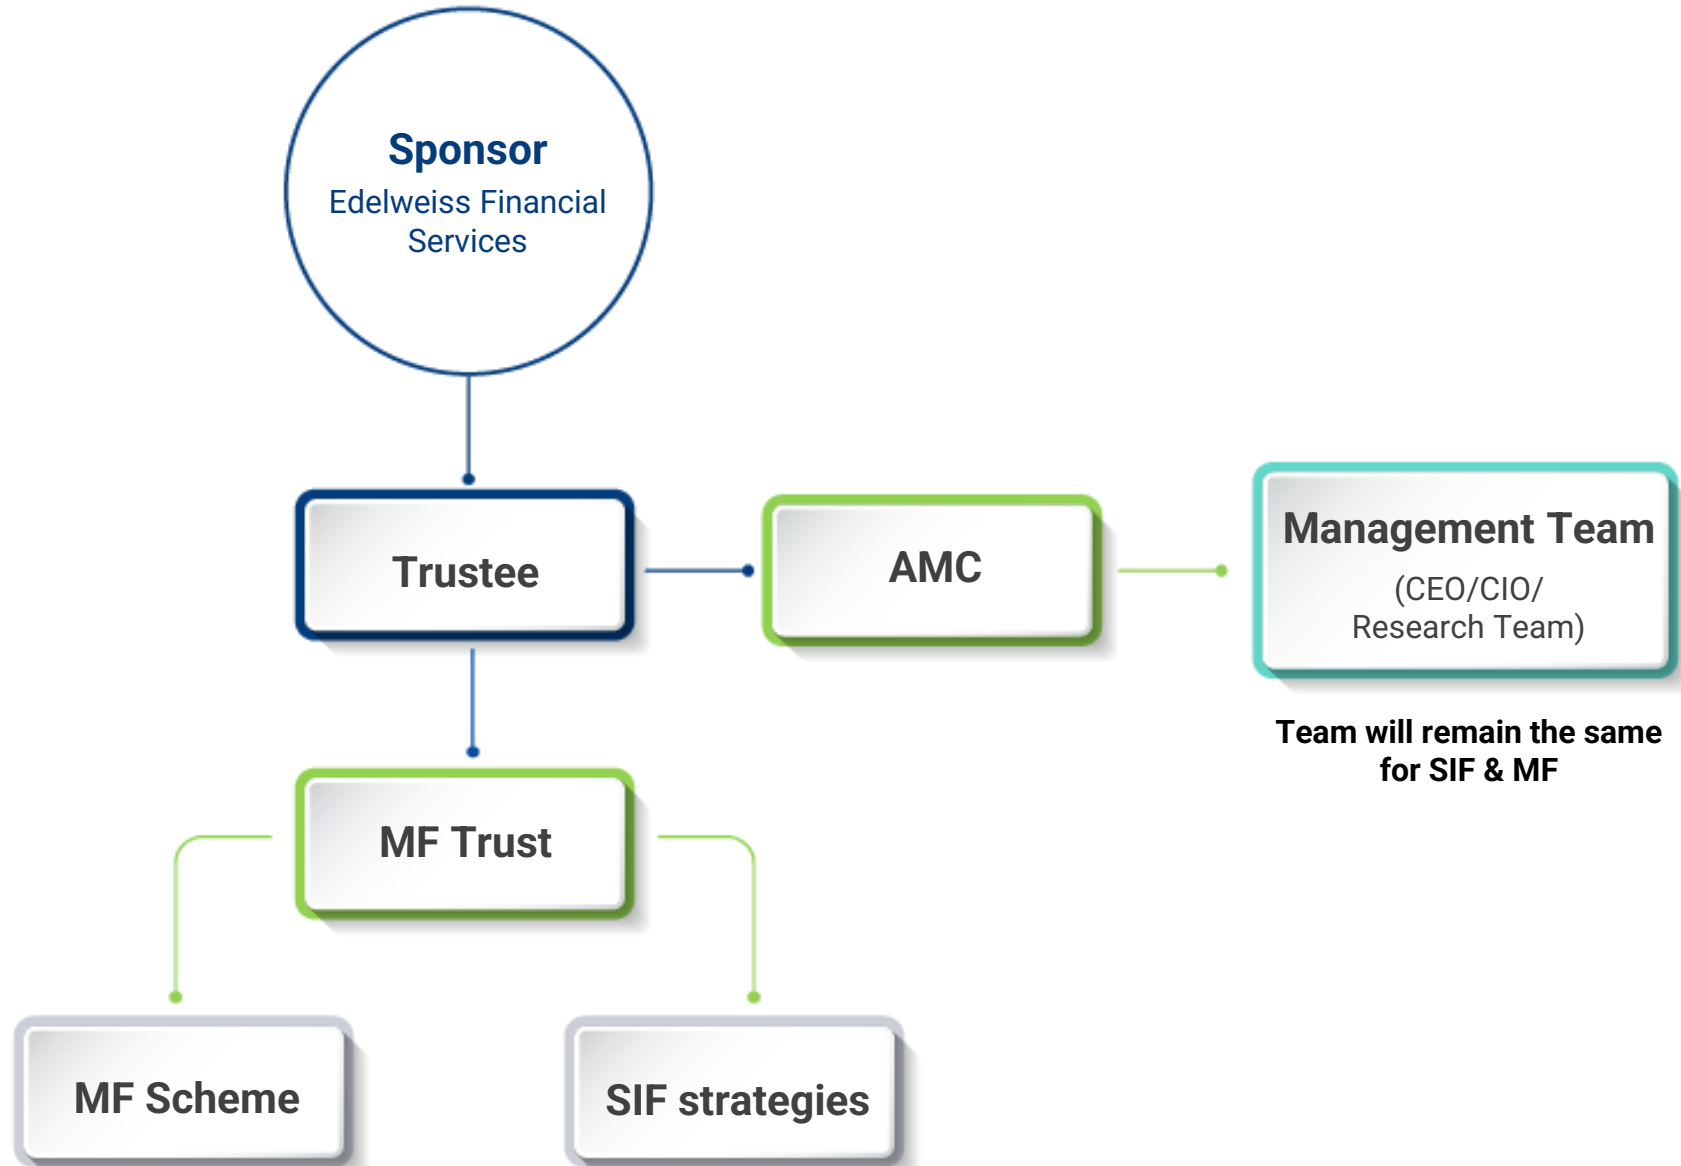 Sponsor
Edelweiss Financial
Services
Trustee
AMC
Management Team
(CEO/CIO/
Research Team)
Team will remain the same
for SIF & MF
MF Trust
MF Scheme
SIF strategies